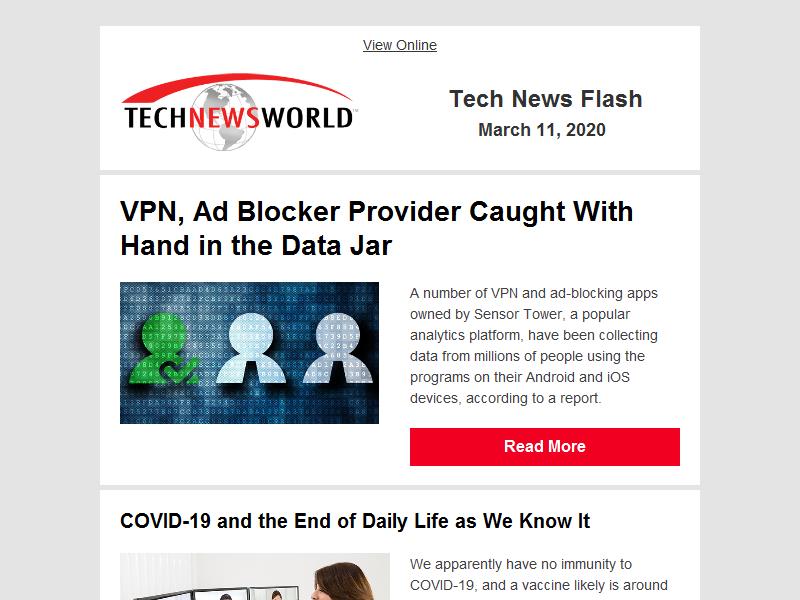 View Online
TECHNEWSWORLD
Tech News Flash
March 11, 2020
VPN, Ad Blocker Provider Caught With
Hand in the Data Jar
A number of VPN and ad-blocking apps
owned by Sensor Tower, a popular
analytics platform, have been collecting
data from millions of people using the
programs on their Android and iOS
devices, according to a report.
Read More
COVID-19 and the End of Daily Life as We Know It
We apparently have no immunity to
COVID-19, and a vaccine likely is around